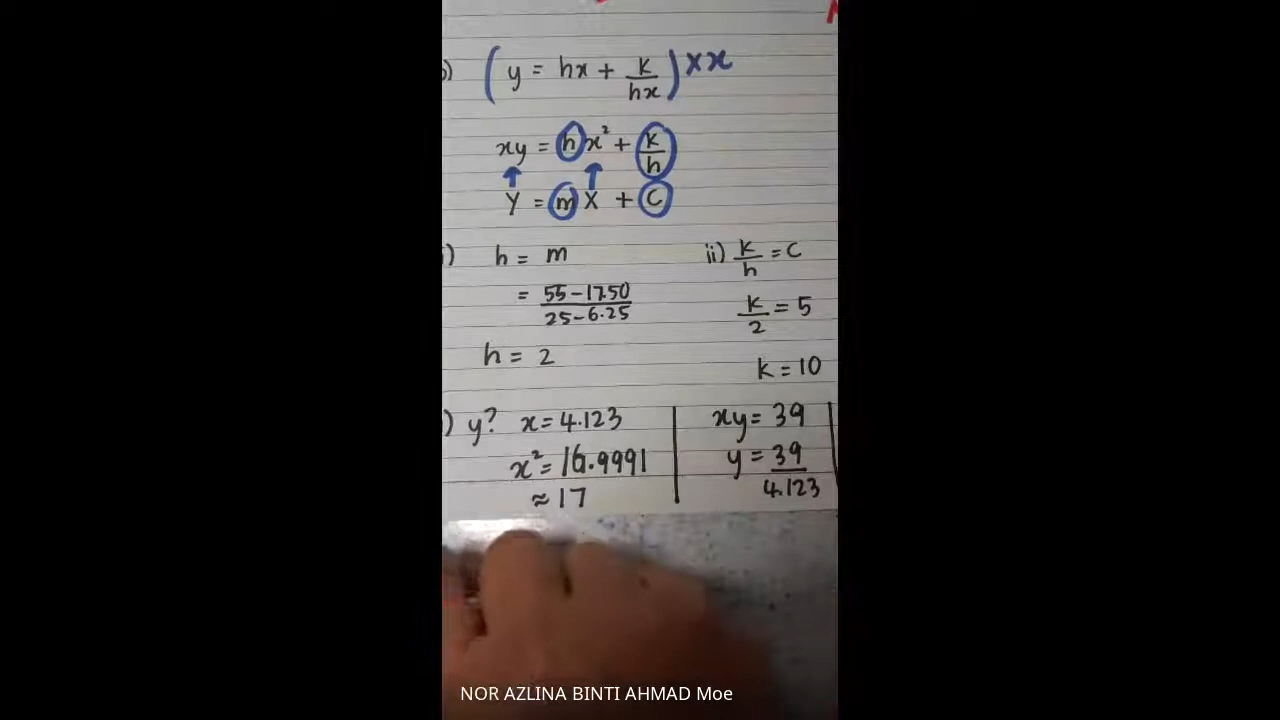 ) ( y = hx + k/hx ) × x
xy = h x² + k/h
Y = m X + C
) h = m
= 55 - 17.50 / 25 - 6.25
h = 2
ii) k/h = C
k/2 = 5
k = 10
) y? x = 4.123
x² = 16.9991
≈ 17
xy = 39
y = 39/4.123
NOR AZLINA BINTI AHMAD Moe